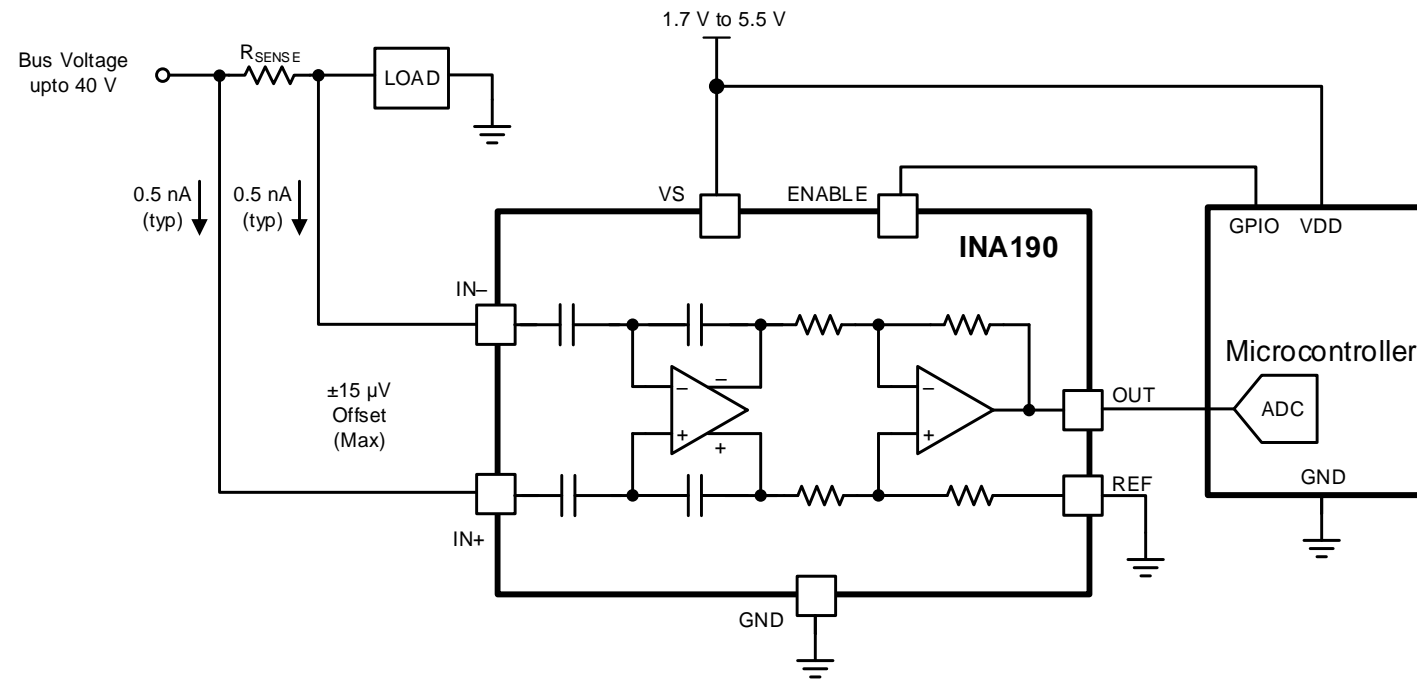 1.7 V to 5.5 V
Bus Voltage
upto 40 V
RSENSE
LOAD
0.5 nA
(typ)
0.5 nA
(typ)
VS
ENABLE
GPIO VDD
INA190
IN–
Microcontroller
±15 µV
Offset
(Max)
–
+
–
+
–
+
OUT
ADC
REF
GND
IN+
GND